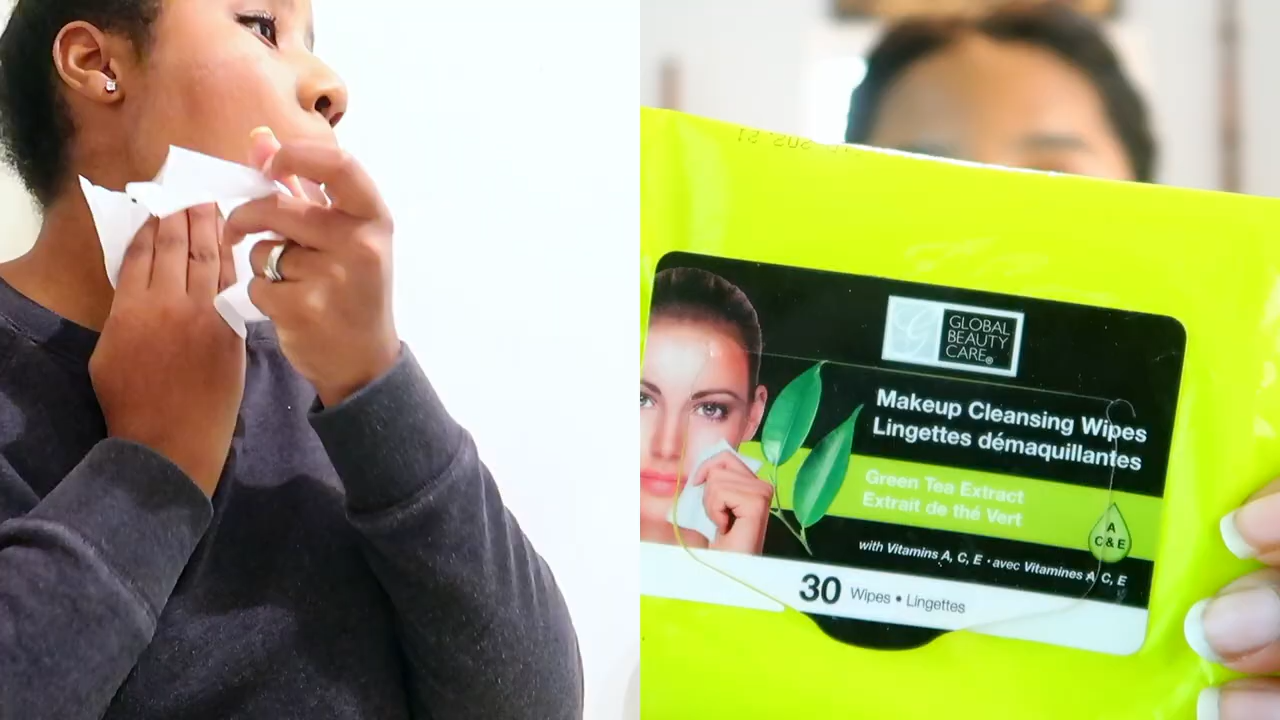 GLOBAL
BEAUTY
CARE®
Makeup Cleansing Wipes
Lingettes démaquillantes
Green Tea Extract
Extrait de thé Vert
A
C&E
with Vitamins A, C, E • avec Vitamines A, C, E
30 Wipes • Lingettes